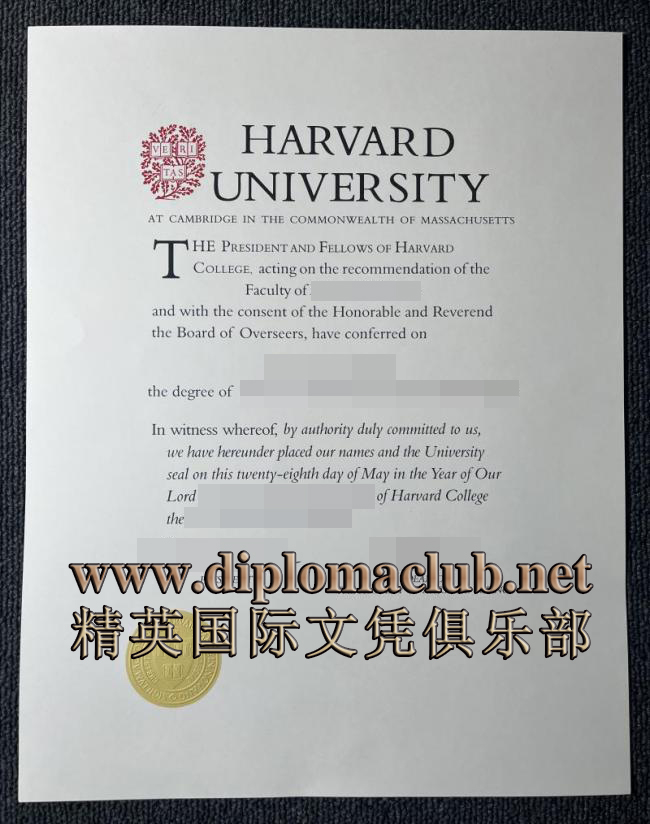 HARVARD
UNIVERSITY
VE RI
TAS
AT CAMBRIDGE IN THE COMMONWEALTH OF MASSACHUSETTS
THE PRESIDENT AND FELLOWS OF HARVARD
COLLEGE, acting on the recommendation of the
Faculty of
and with the consent of the Honorable and Reverend
the Board of Overseers, have conferred on
the degree of
In witness whereof, by authority duly committed to us,
we have hereunder placed our names and the University
seal on this twenty-eighth day of May in the Year of Our
Lord of Harvard College
the
www.diplomaclub.net
精英国际文凭俱乐部